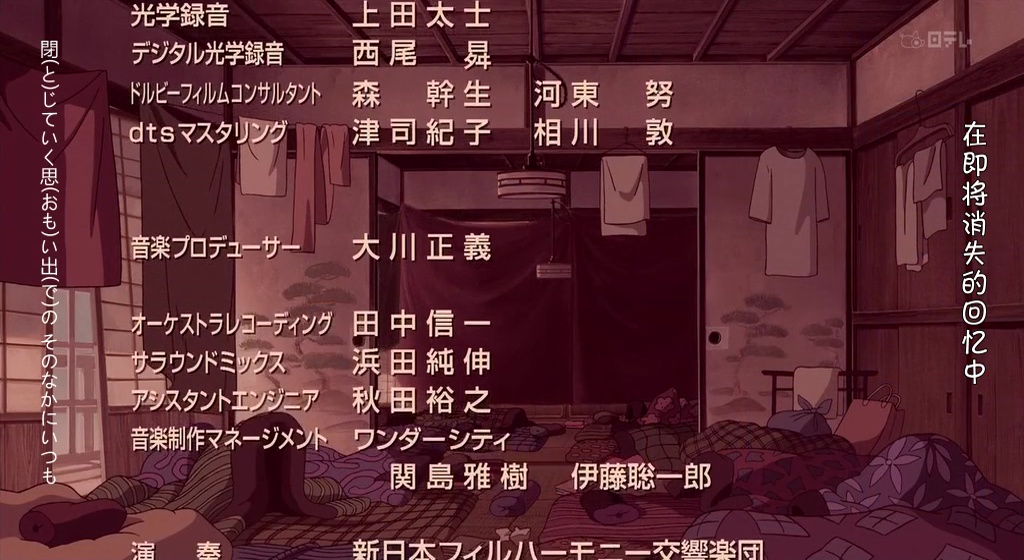 光学録音 上田太士
デジタル光学録音 西尾 曻
ドルビーフィルムコンサルタント 森 幹生 河東 努
dtsマスタリング 津司紀子 相川 敦
音楽プロデューサー 大川正義
オーケストラレコーディング 田中信一
サラウンドミックス 浜田純伸
アシスタントエンジニア 秋田裕之
音楽制作マネージメント ワンダーシティ
関島雅樹 伊藤聡一郎
演 奏 新日本フィルハーモニー交響楽団
日テレ
在即将消失的回忆中
閉(と)じていく思(おも)い出(で)の そのなかにいつも